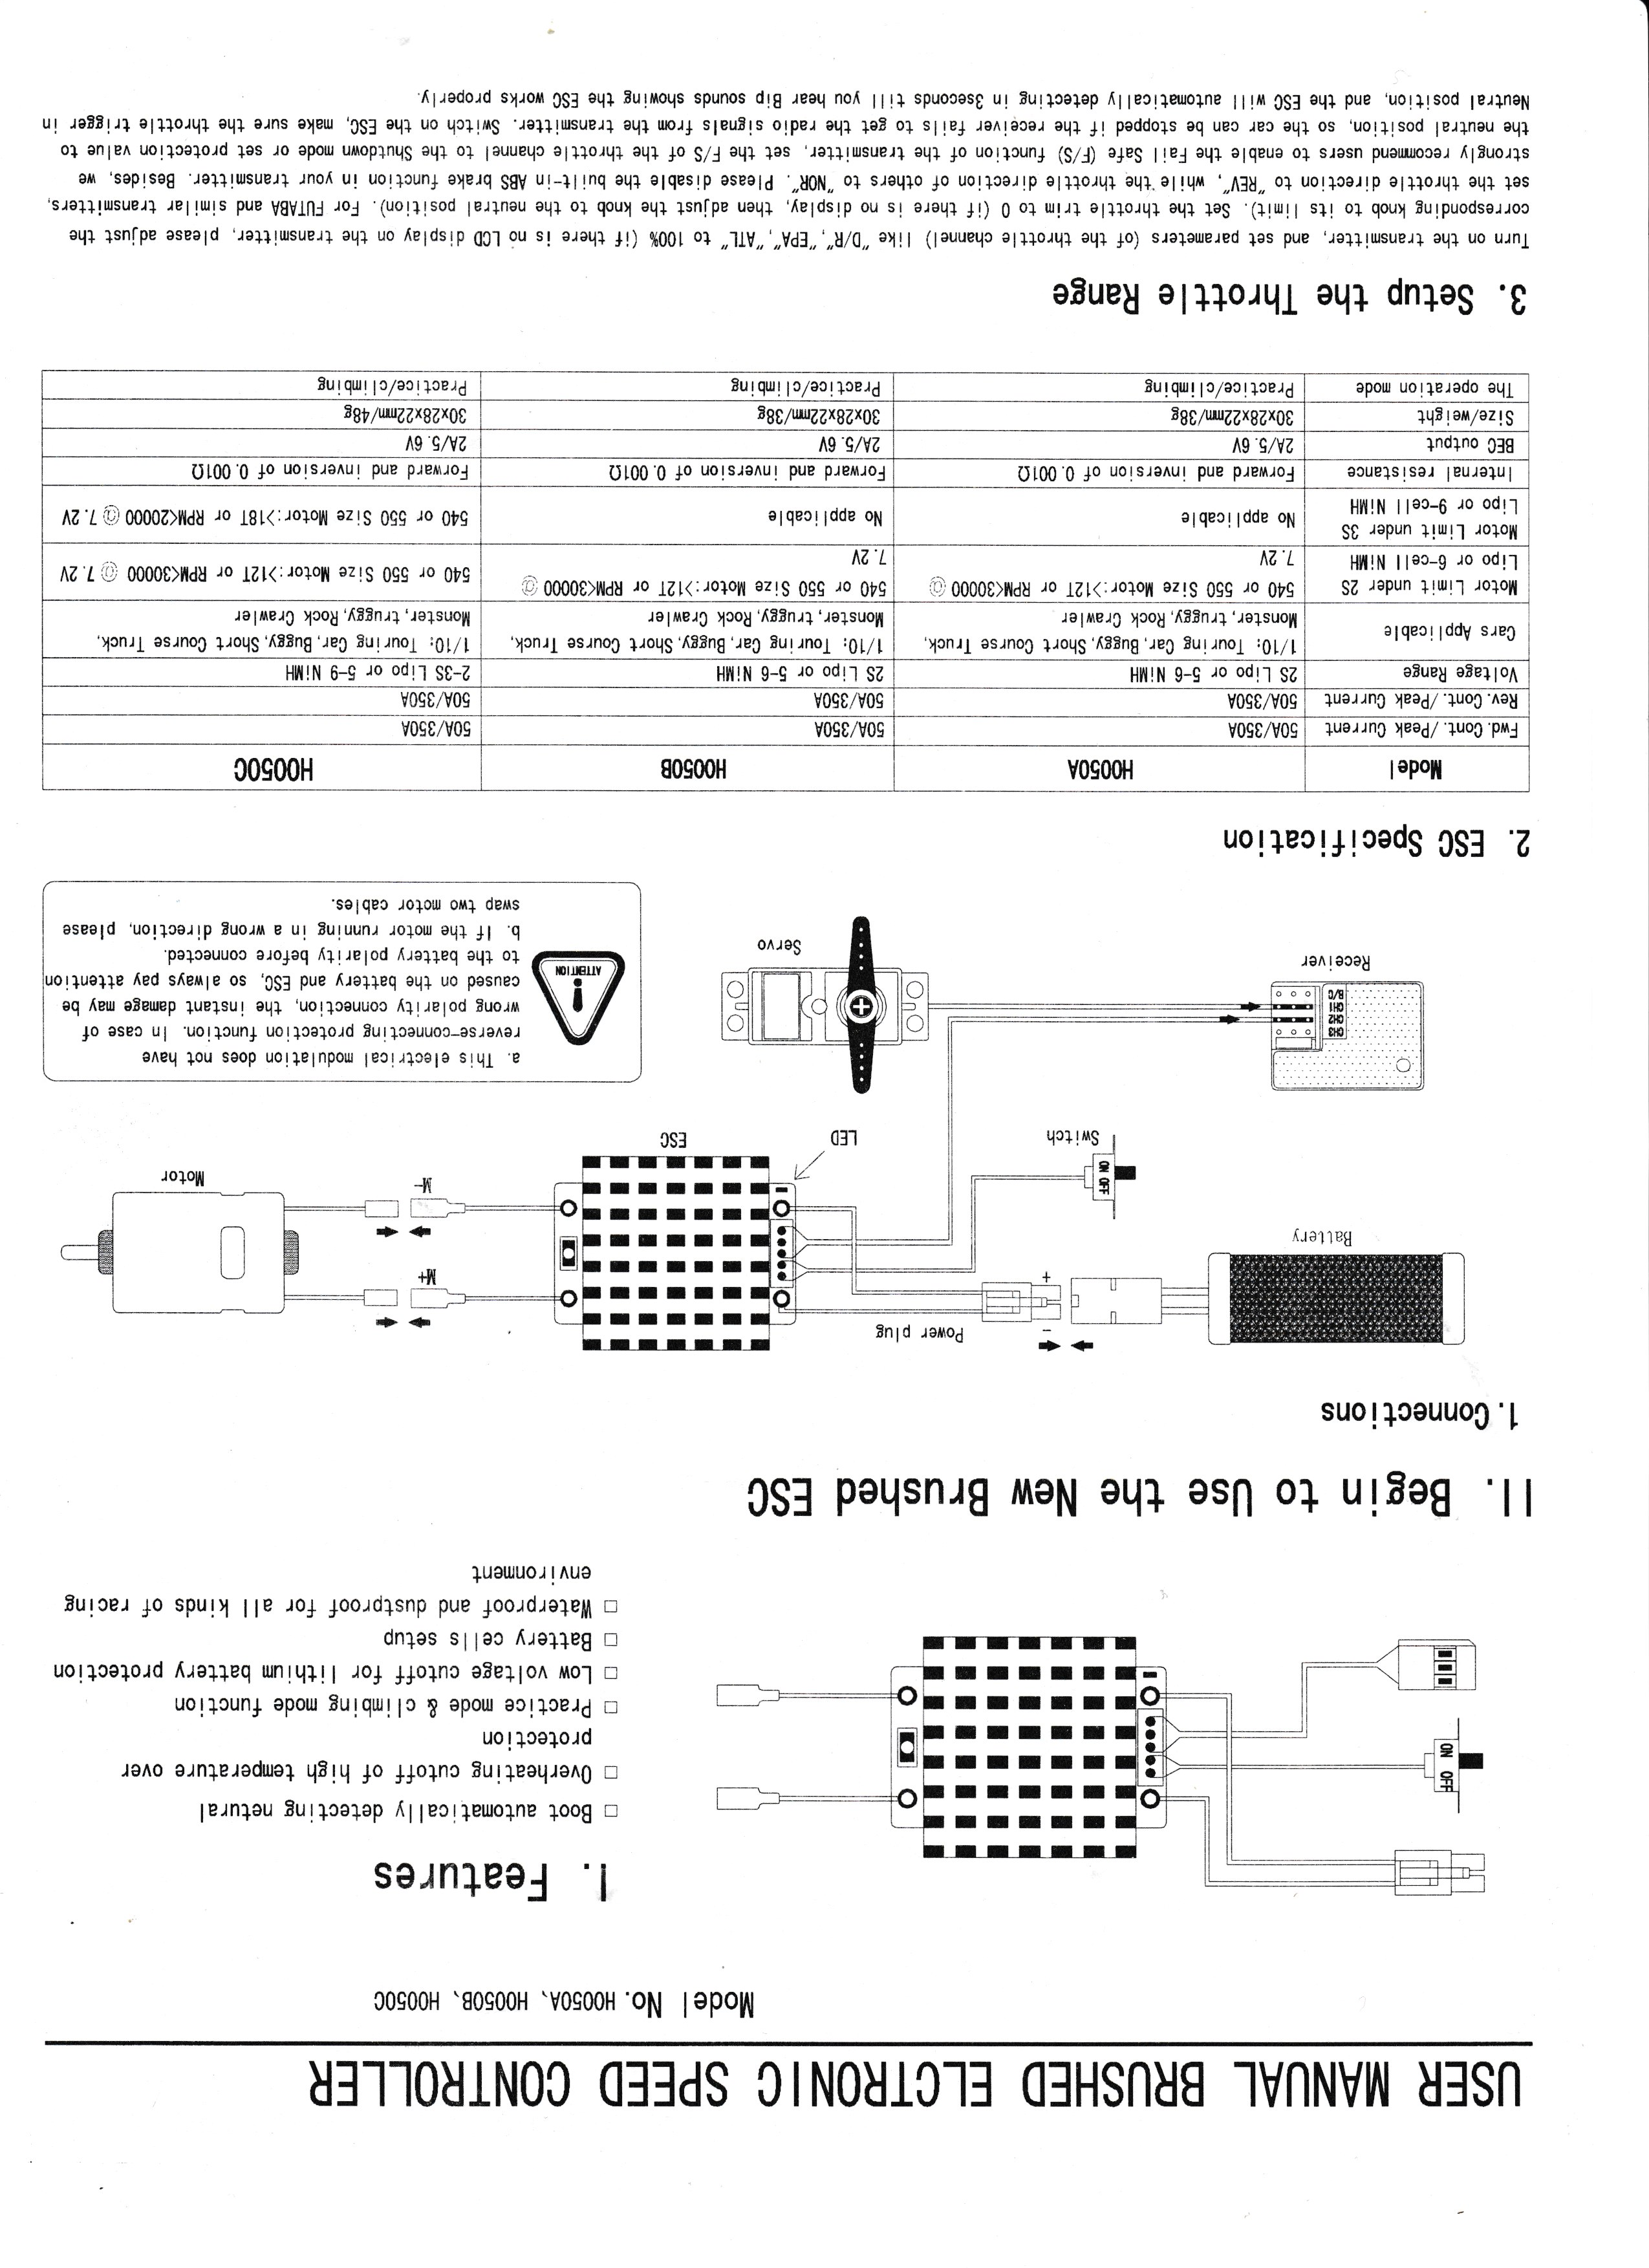 USER MANUAL BRUSHED ELCTRONIC SPEED CONTROLLER
Model No. H0050A、H0050B、H0050C
ON OFF
I. Features
□ Boot automatically detecting netural
□ Overheating cutoff of high temperature over
protection
□ Practice mode & climbing mode function
□ Low voltage cutoff for lithium battery protection
□ Battery cells setup
□ Waterproof and dustproof for all kinds of racing
environment
II. Begin to Use the New Brushed ESC
1. Connections
Battery
−
+
Power plug
M+
M−
Motor
ON OFF
Switch
LED
ESC
CH3
CH2
CH1
B/C
Receiver
Servo
ATTENTION
a. This electrical modulation does not have
reverse-connecting protection function. In case of
wrong polarity connection, the instant damage may be
caused on the battery and ESC, so always pay attention
to the battery polarity before connected.
b. If the motor running in a wrong direction, please
swap two motor cables.
2. ESC Specification
Model H0050A H0050B H0050C
Fwd. Cont. /Peak Current 50A/350A 50A/350A 50A/350A
Rev. Cont. /Peak Current 50A/350A 50A/350A 50A/350A
Voltage Range 2S Lipo or 5-6 NiMH 2S Lipo or 5-6 NiMH 2-3S Lipo or 5-9 NiMH
Cars Applicable 1/10: Touring Car, Buggy, Short Course Truck, 1/10: Touring Car, Buggy, Short Course Truck, 1/10: Touring Car, Buggy, Short Course Truck,
Monster, truggy, Rock Crawler Monster, truggy, Rock Crawler Monster, truggy, Rock Crawler
Motor Limit under 2S 540 or 550 Size Motor:>12T or RPM<30000 @ 540 or 550 Size Motor:>12T or RPM<30000 @ 540 or 550 Size Motor:>12T or RPM<30000 @ 7.2V
Lipo or 6-cell NiMH 7.2V 7.2V
Motor Limit under 3S No applicable No applicable 540 or 550 Size Motor:>18T or RPM<20000 @ 7.2V
Lipo or 9-cell NiMH
Internal resistance Forward and inversion of 0.001Ω Forward and inversion of 0.001Ω Forward and inversion of 0.001Ω
BEC output 2A/5.6V 2A/5.6V 2A/5.6V
Size/weight 30x28x22mm/38g 30x28x22mm/38g 30x28x22mm/48g
The operation mode Practice/climbing Practice/climbing Practice/climbing
3. Setup the Throttle Range
Turn on the transmitter, and set parameters (of the throttle channel) like "D/R", "EPA", "ATL" to 100% (if there is no LCD display on the transmitter, please adjust the
corresponding knob to its limit). Set the throttle trim to 0 (if there is no display, then adjust the knob to the neutral position). For FUTABA and similar transmitters,
set the throttle direction to "REV", while the throttle direction of others to "NOR". Please disable the built-in ABS brake function in your transmitter. Besides, we
strongly recommend users to enable the Fail Safe (F/S) function of the transmitter, set the F/S of the throttle channel to the Shutdown mode or set protection value to
the neutral position, so the car can be stopped if the receiver fails to get the radio signals from the transmitter. Switch on the ESC, make sure the throttle trigger in
Neutral position, and the ESC will automatically detecting in 3seconds till you hear Bip sounds showing the ESC works properly.